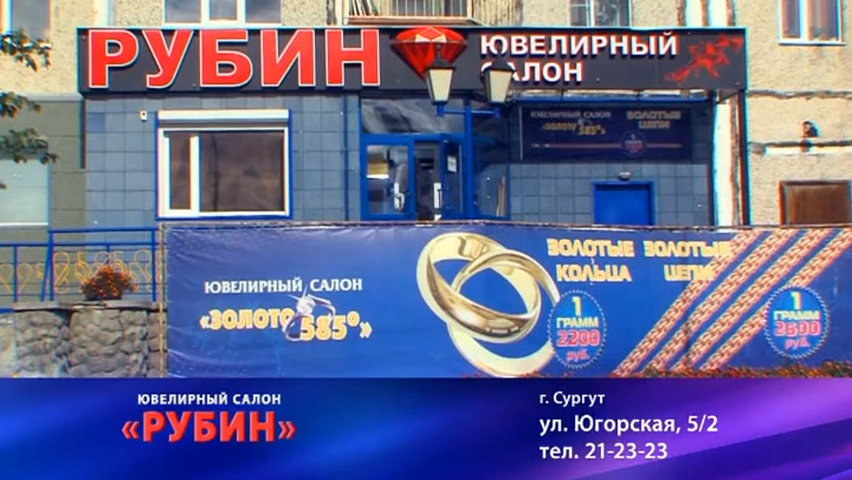 РУБИН
ЮВЕЛИРНЫЙ
САЛОН
ЮВЕЛИРНЫЙ САЛОН
«ЗОЛОТО 585°»
ЗОЛОТЫЕ
ЦЕПИ
1
ЮВЕЛИРНЫЙ САЛОН
«ЗОЛОТО 585°»
ЗОЛОТЫЕ
КОЛЬЦА
1
ГРАММ
2200
руб.
ЗОЛОТЫЕ
ЦЕПИ
1
ГРАММ
2600
руб.
ЮВЕЛИРНЫЙ САЛОН
«РУБИН»
г. Сургут
ул. Югорская, 5/2
тел. 21-23-23